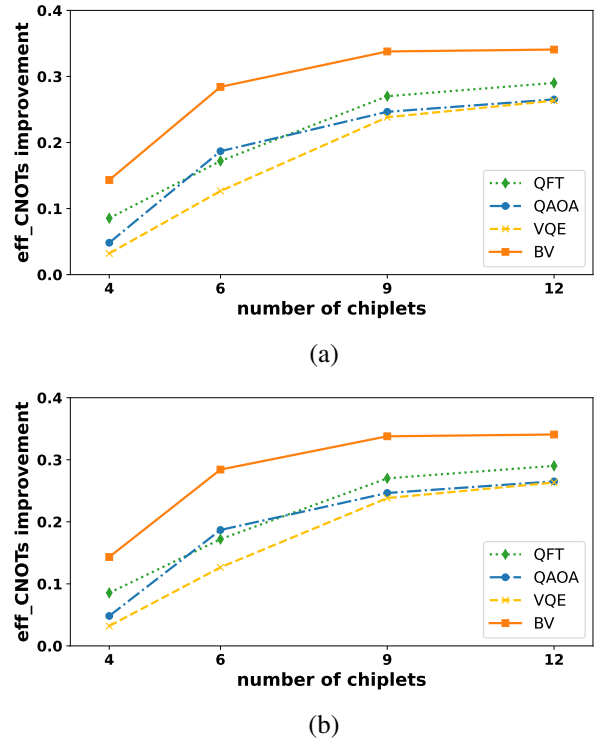 0.4
0.3
0.2
0.1
0.0
eff_CNOTs improvement
QFT
QAOA
VQE
BV
4 6 9 12
number of chiplets
(a)
0.4
0.3
0.2
0.1
0.0
eff_CNOTs improvement
QFT
QAOA
VQE
BV
4 6 9 12
number of chiplets
(b)